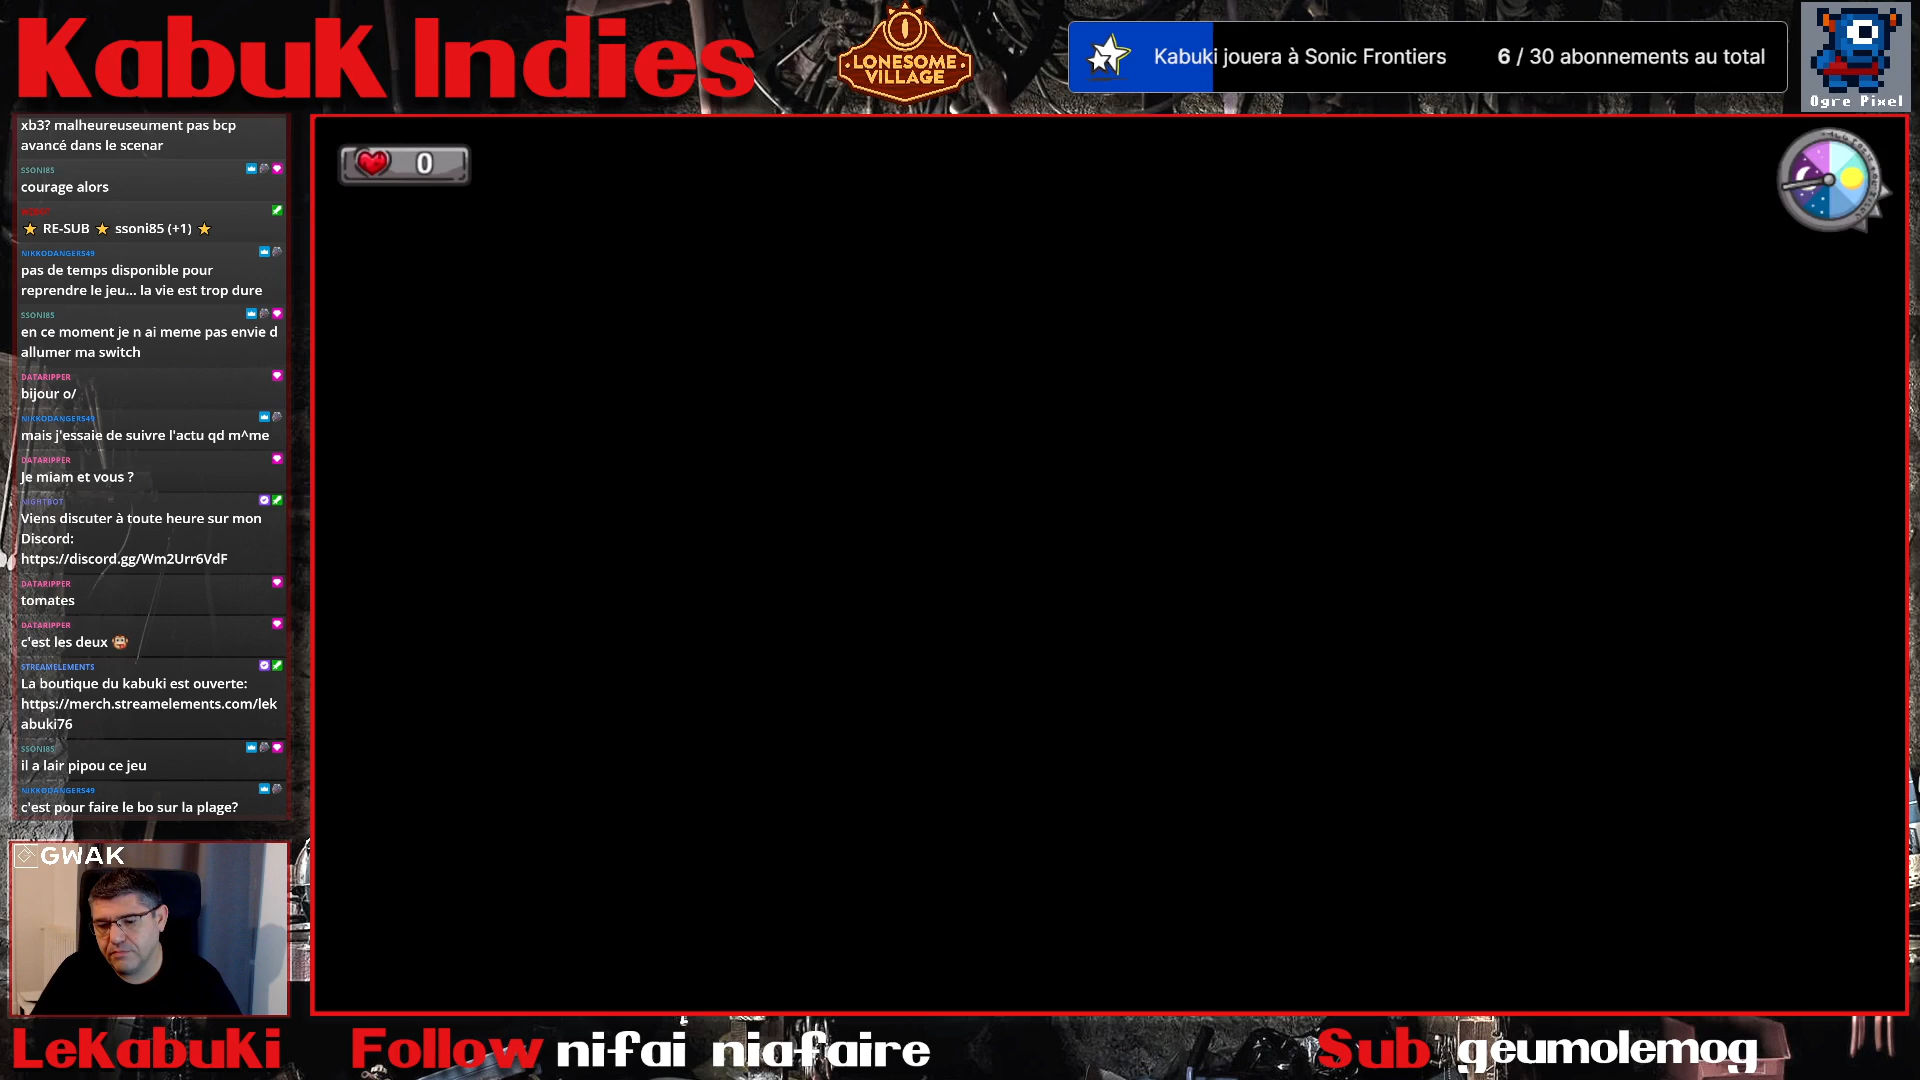 KabuK Indies
LONESOME
VILLAGE
Kabuki jouera à Sonic Frontiers 6 / 30 abonnements au total
Ogre Pixel
xb3? malheureuseument pas bcp
avancé dans le scenar
SSONI85
courage alors
RE-SUB ssoni85 (+1)
NIKKODANGERS49
pas de temps disponible pour
reprendre le jeu... la vie est trop dure
SSONI85
en ce moment je n ai meme pas envie d
allumer ma switch
DATARIPPER
bijour o/
NIKKODANGERS49
mais j'essaie de suivre l'actu qd m^me
DATARIPPER
Je miam et vous ?
NIGHTBOT
Viens discuter à toute heure sur mon
Discord:
https://discord.gg/Wm2Urr6VdF
DATARIPPER
tomates
DATARIPPER
c'est les deux
STREAMELEMENTS
La boutique du kabuki est ouverte:
https://merch.streamelements.com/lek
abuki76
SSONI85
il a lair pipou ce jeu
NIKKODANGERS49
c'est pour faire le bo sur la plage?
0
GWAK
LeKabuki
Follow nifai niafaire
Sub geumolemog